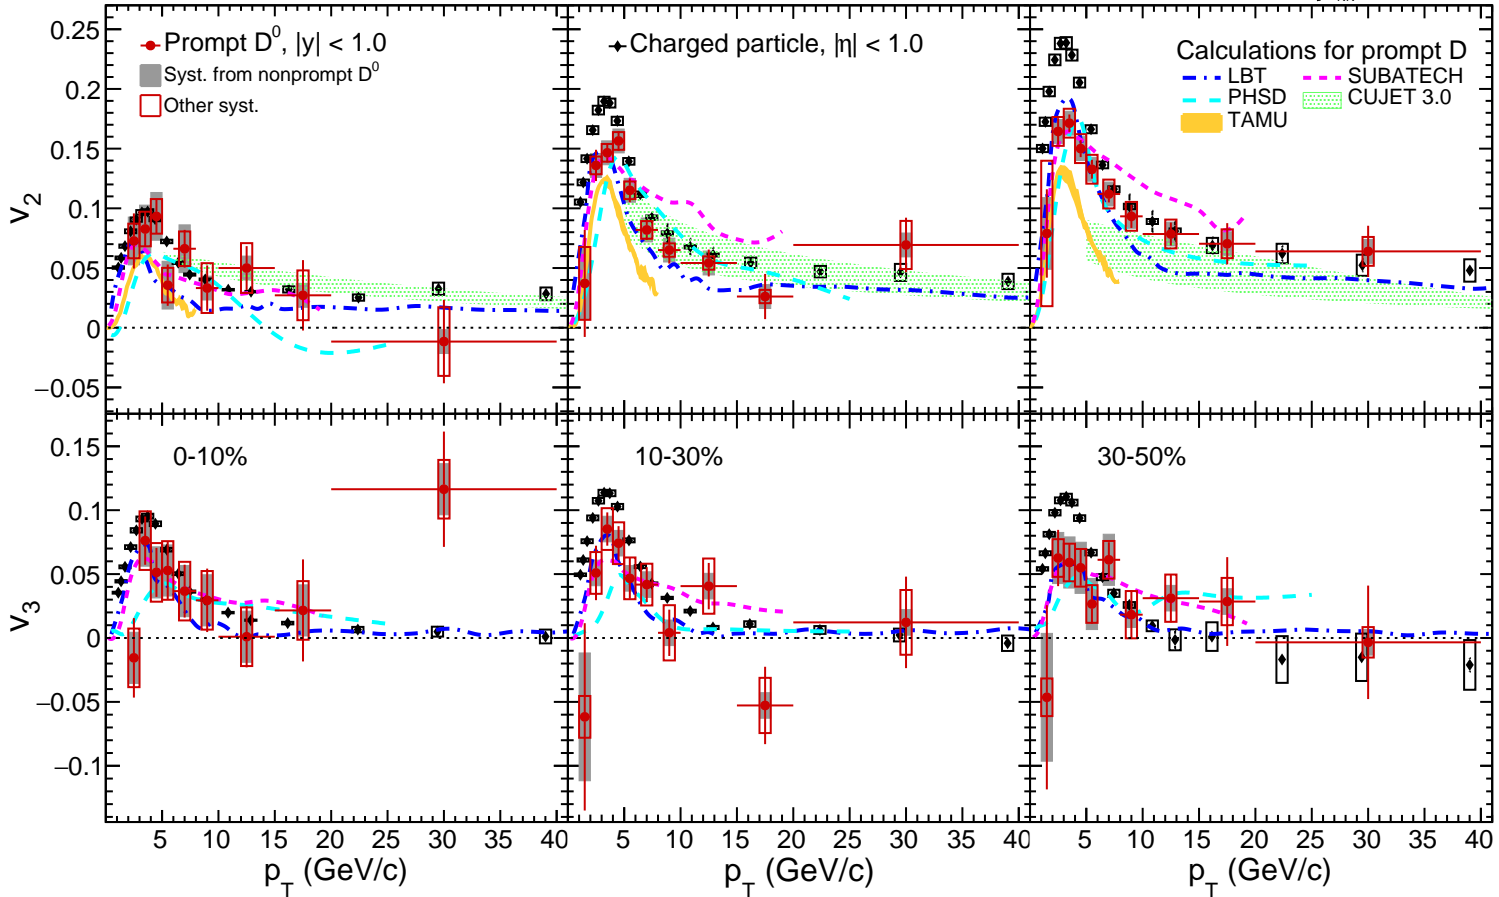 0.25
0.2
0.15
0.1
0.05
0
−0.05
v2
Prompt D0, |y| < 1.0
Syst. from nonprompt D0
Other syst.
Charged particle, |η| < 1.0
Calculations for prompt D
LBT
SUBATECH
PHSD
CUJET 3.0
TAMU
0.15
0.1
0.05
0
−0.05
−0.1
v3
0-10%
10-30%
30-50%
5 10 15 20 25 30 35 40
5 10 15 20 25 30 35 40
5 10 15 20 25 30 35 40
pT (GeV/c)
pT (GeV/c)
pT (GeV/c)